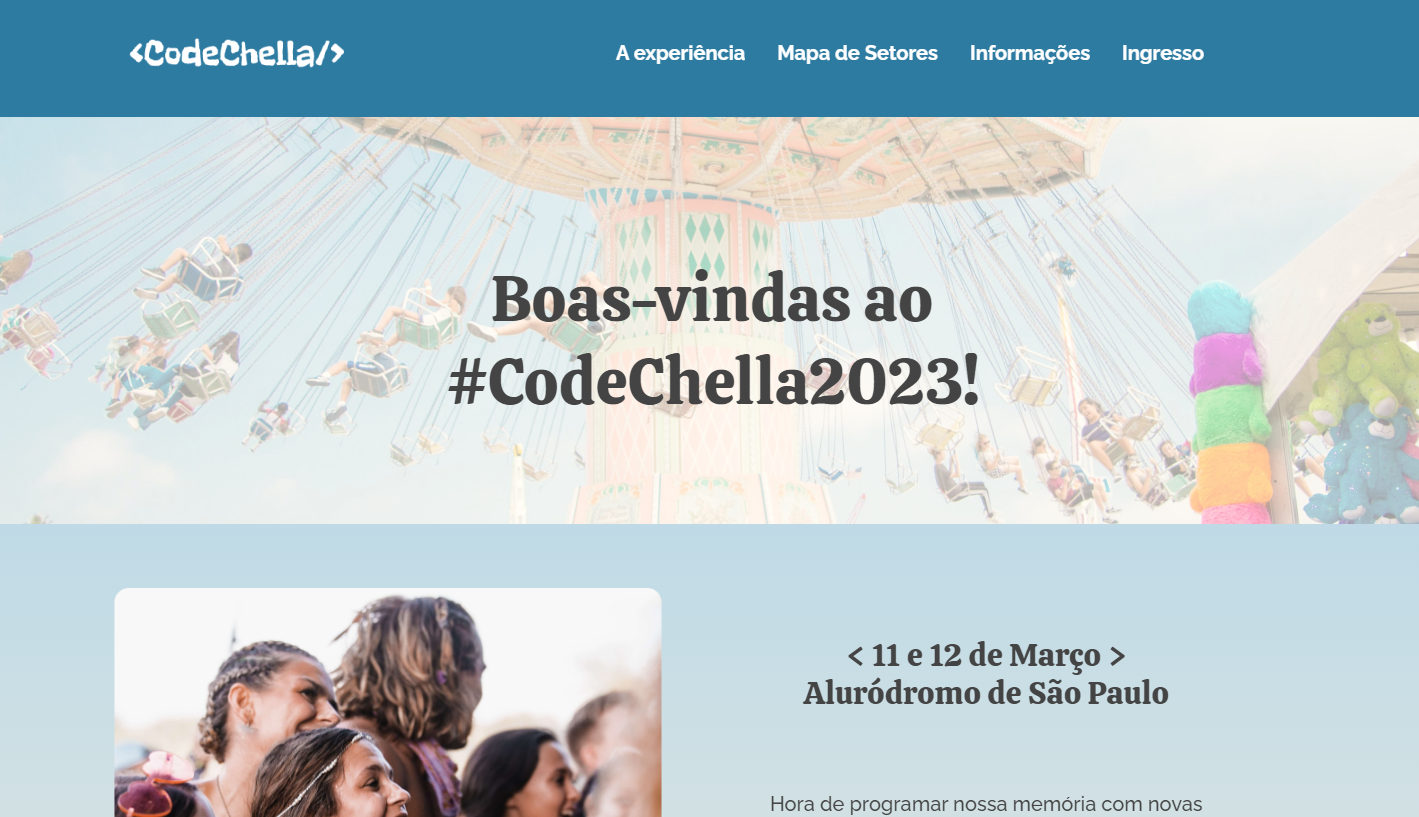 <CodeChella/>
A experiência Mapa de Setores Informações Ingresso
Boas-vindas ao
#CodeChella2023!
< 11 e 12 de Março >
Aluródromo de São Paulo
Hora de programar nossa memória com novas